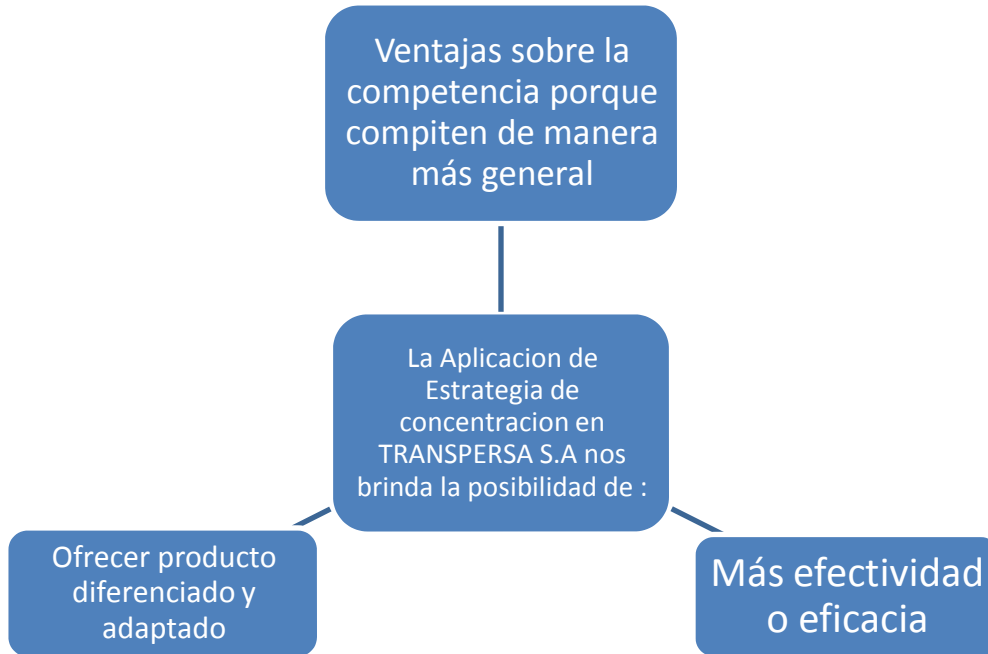 Ventajas sobre la
competencia porque
compiten de manera
más general
La Aplicacion de
Estrategia de
concentracion en
TRANSPERSA S.A nos
brinda la posibilidad de :
Ofrecer producto
diferenciado y
adaptado
Más efectividad
o eficacia